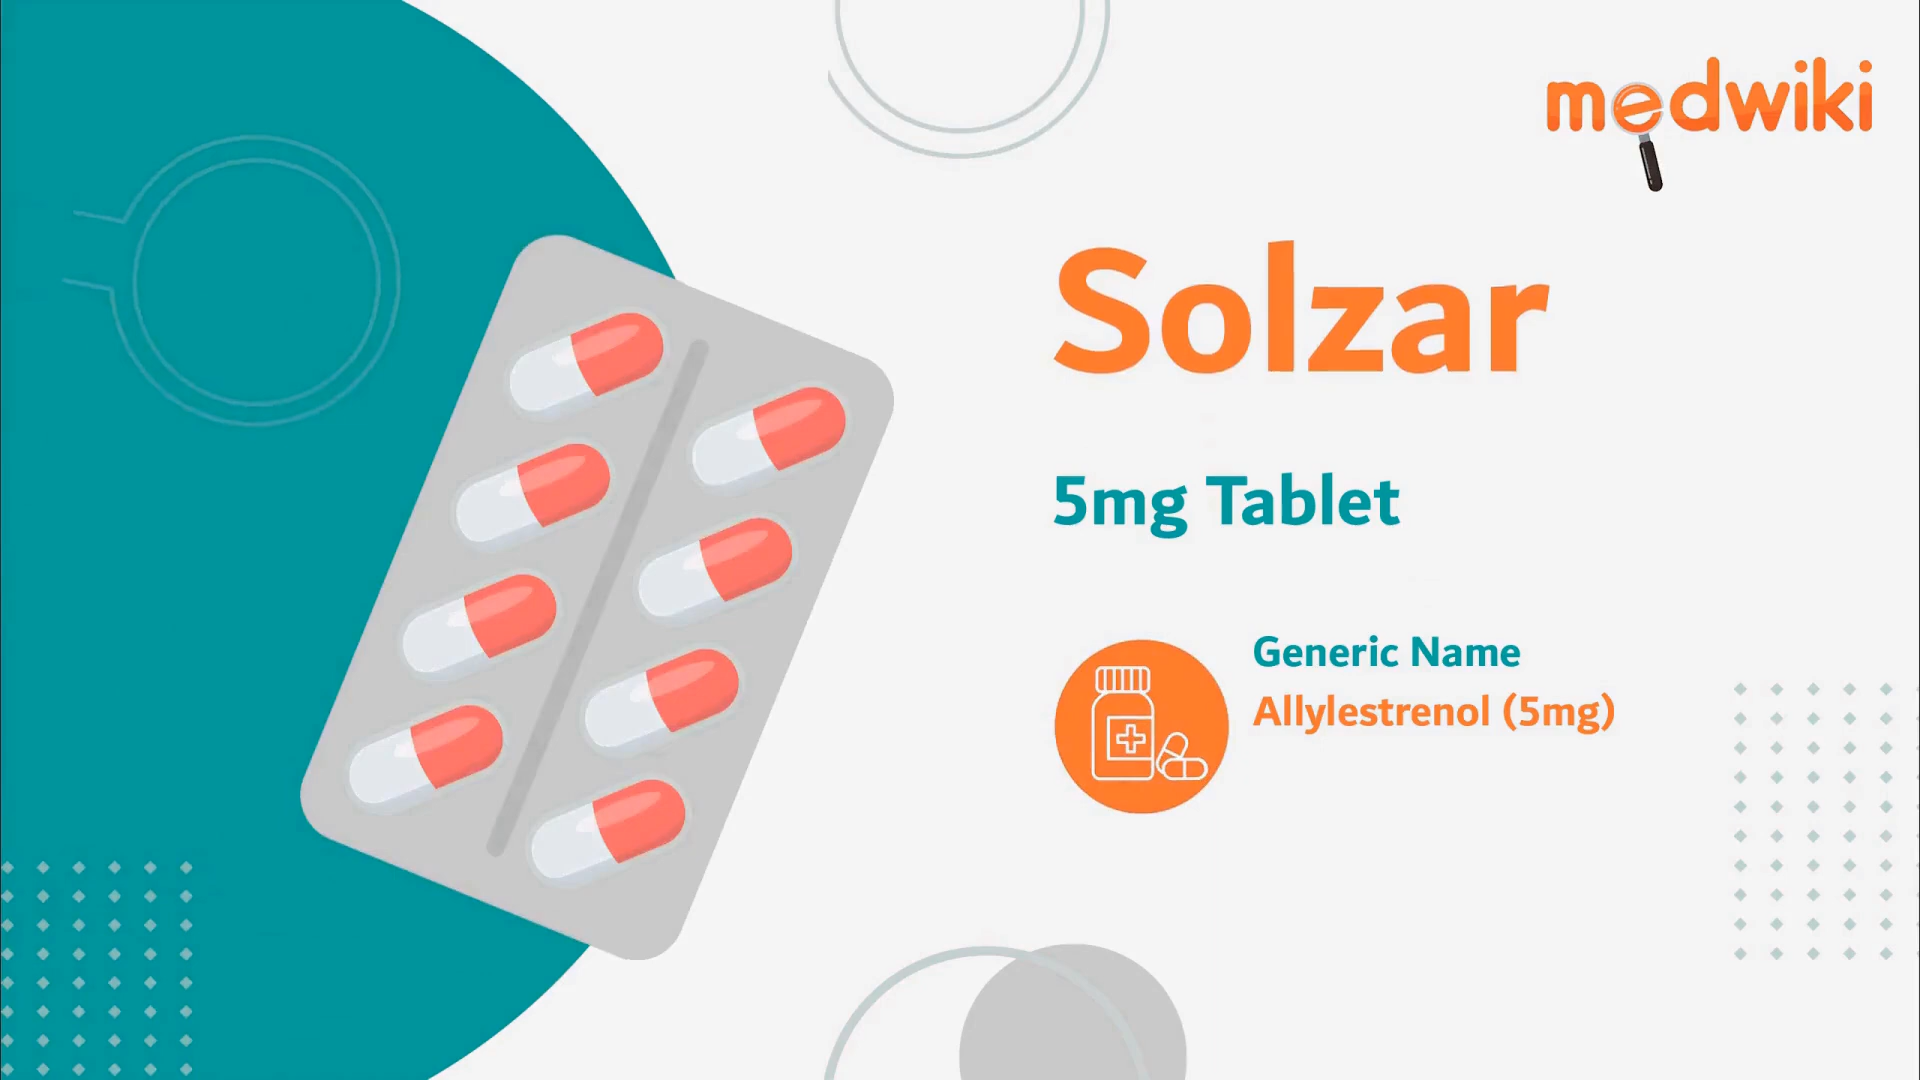 medwiki
Solzar
5mg Tablet
Generic Name
Allylestrenol (5mg)